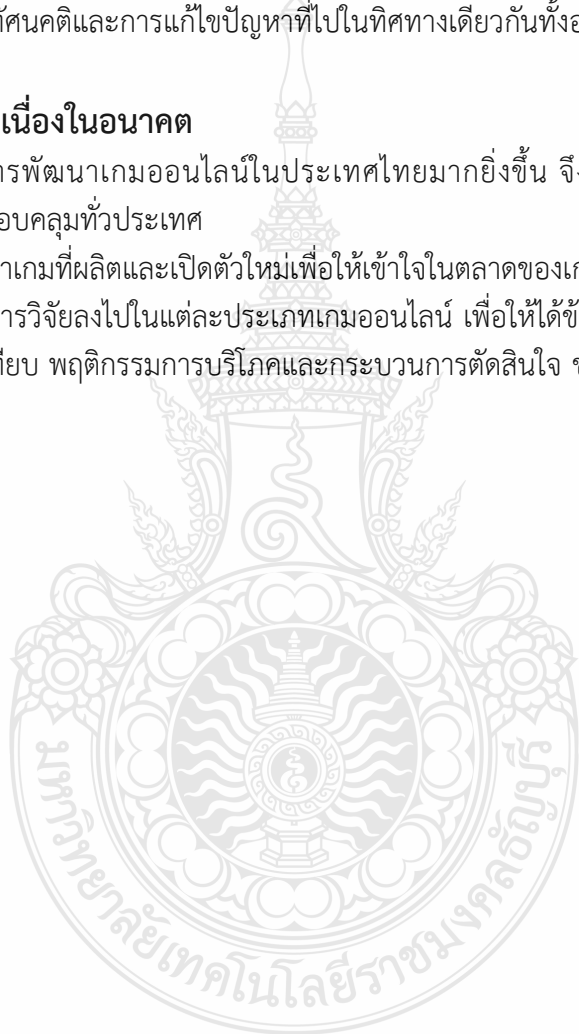 ทัศนคติและการแก้ไขปัญหาที่ไปในทิศทางเดียวกันทั้ง
เนื่องในอนาคต
ารพัฒนาเกมออนไลน์ในประเทศไทยมากยิ่งขึ้น จึง
อบคลุมทั่วประเทศ
าเกมที่ผลิตและเปิดตัวใหม่เพื่อให้เข้าใจในตลาดของเก
ารวิจัยลงไปในแต่ละประเภทเกมออนไลน์ เพื่อให้ได้ข้
ทียบ พฤติกรรมการบริโภคและกระบวนการตัดสินใจ ข
มหาวิทยาลัยเทคโนโลยีราชมงคลธัญบุรี